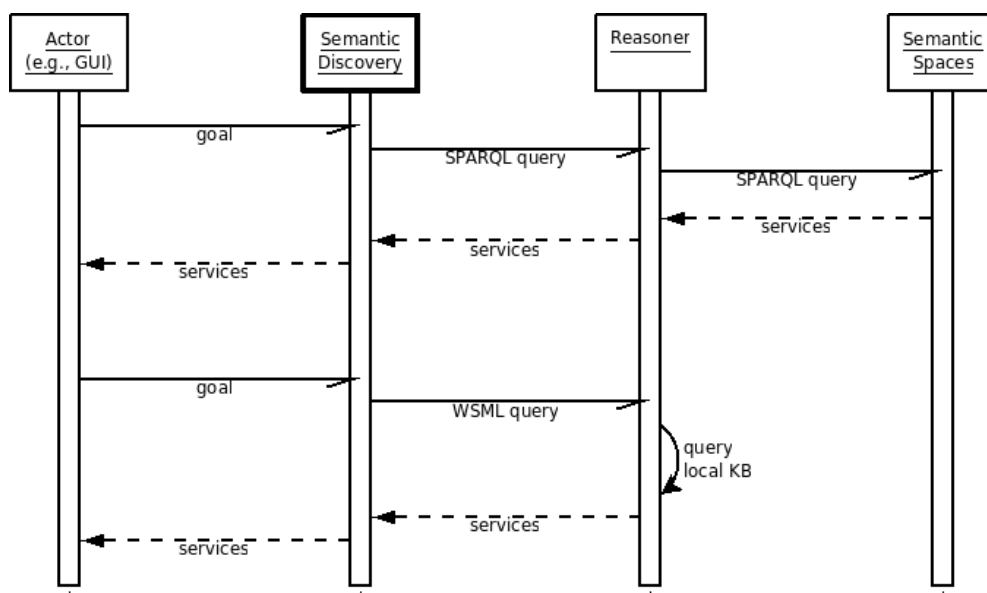 Actor
(e.g., GUI)
Semantic
Discovery
Reasoner
Semantic
Spaces
goal
SPARQL query
SPARQL query
services
services
services
goal
WSML query
query
local KB
services
services